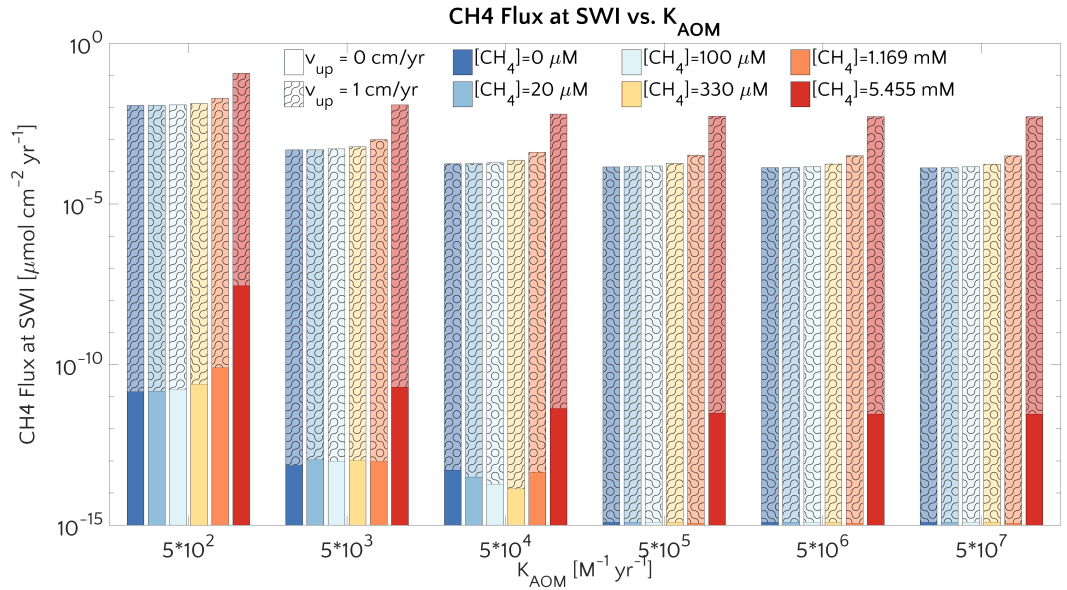 CH4 Flux at SWI vs. K_AOM
v_up = 0 cm/yr
[CH_4]=0 μM
[CH_4]=100 μM
[CH_4]=1.169 mM
v_up = 1 cm/yr
[CH_4]=20 μM
[CH_4]=330 μM
[CH_4]=5.455 mM
CH4 Flux at SWI [μmol cm^−2 yr^−1]
10^0
10^−5
10^−10
10^−15
5*10^2
5*10^3
5*10^4
5*10^5
5*10^6
5*10^7
K_AOM [M^−1 yr^−1]